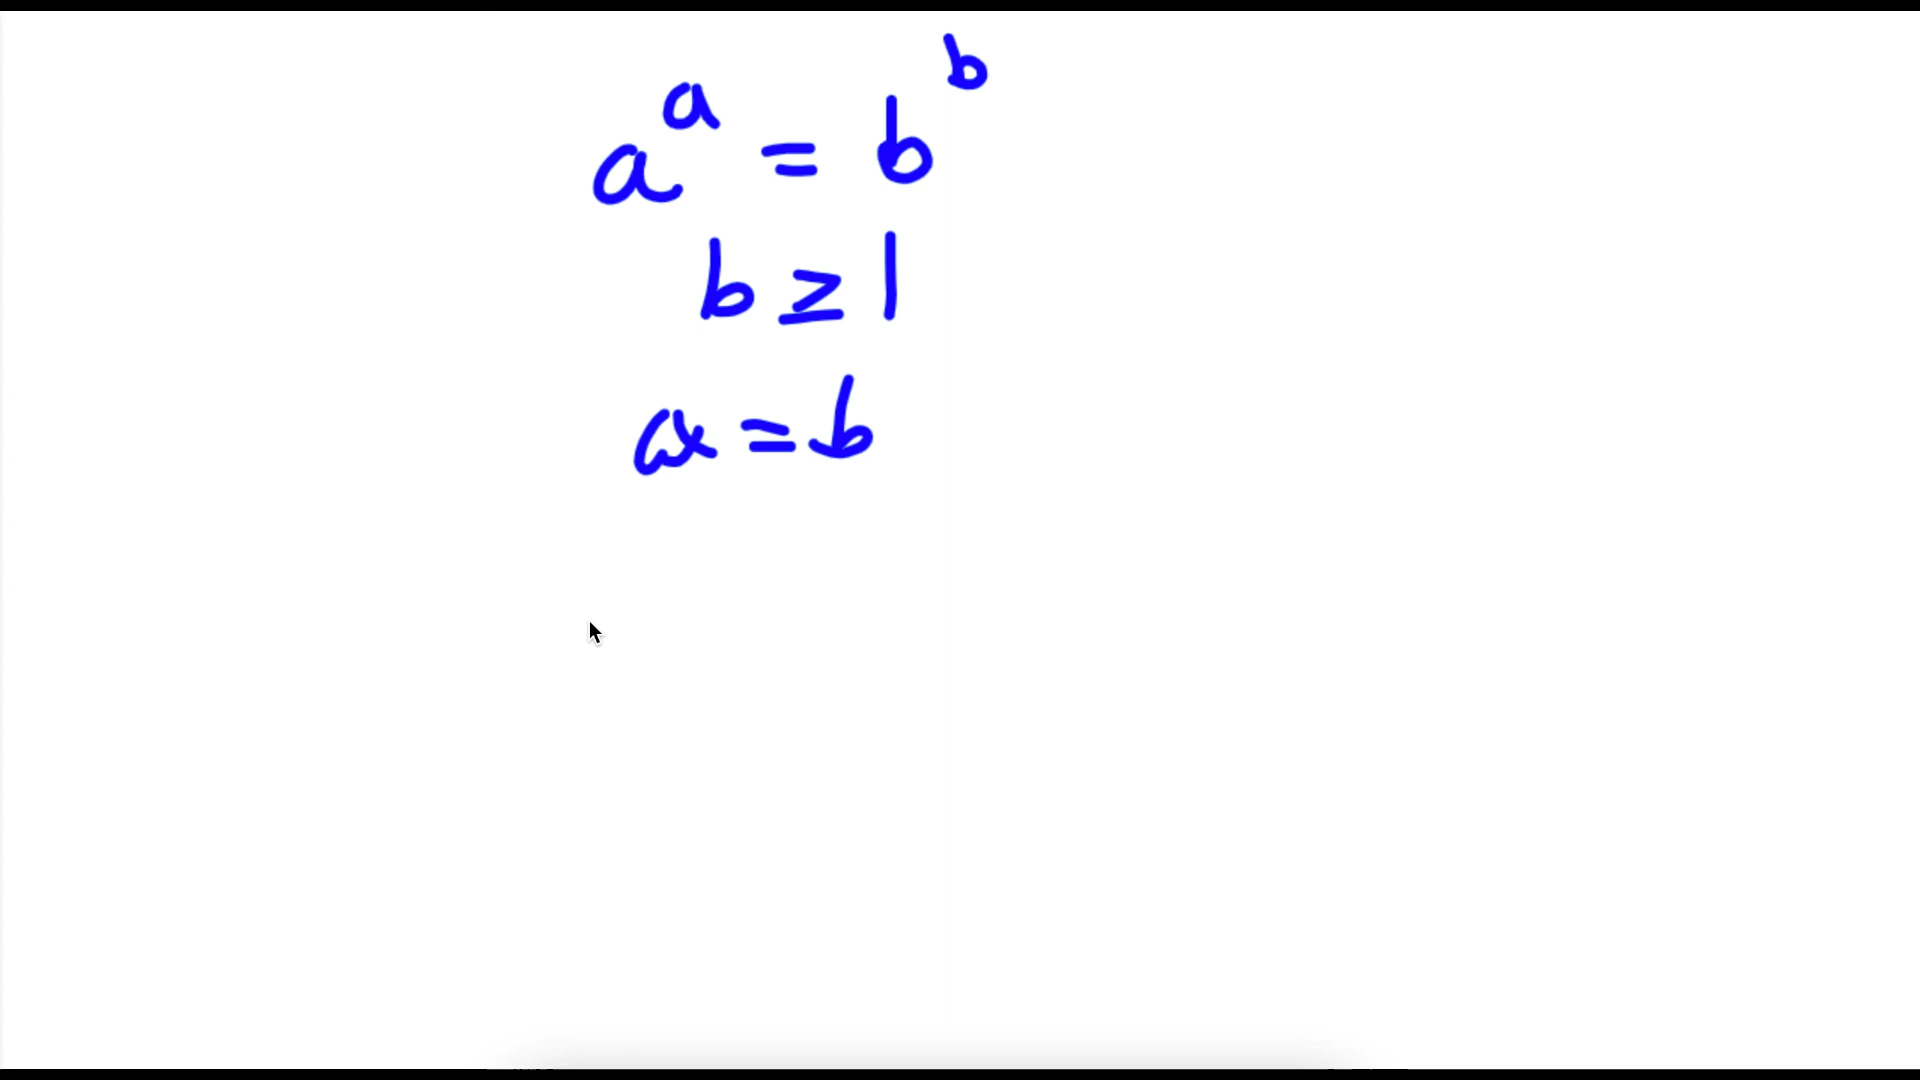 a^a = b^b
b ≥ 1
ax = b